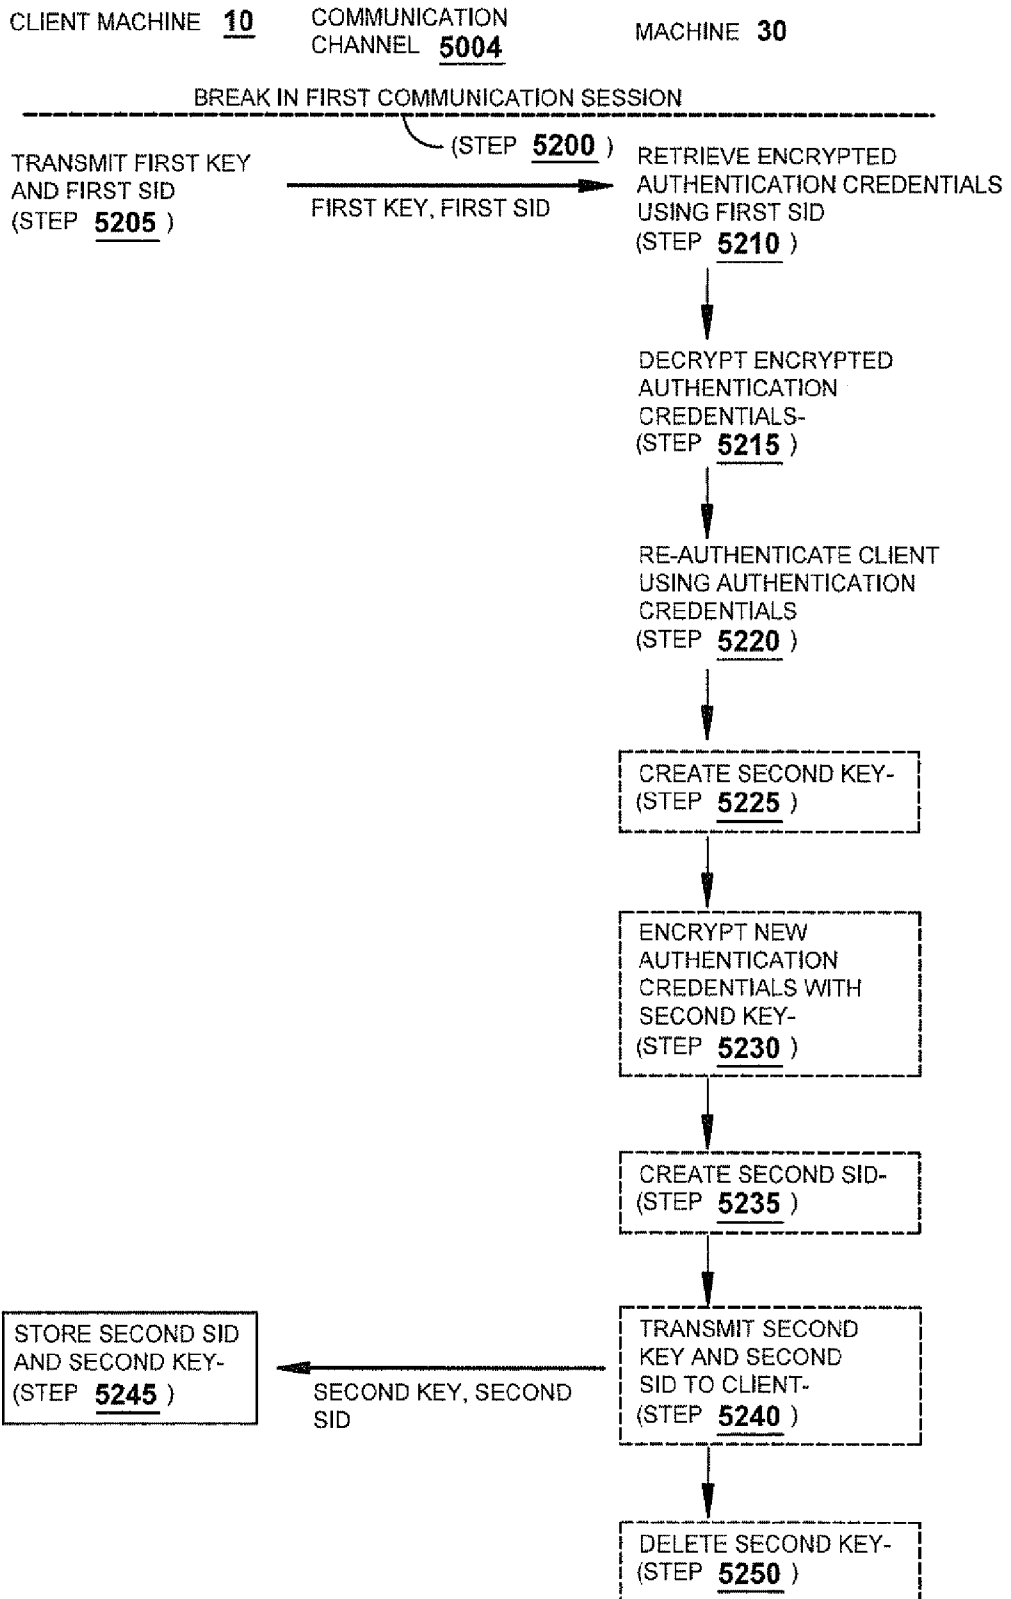 CLIENT MACHINE 10
COMMUNICATION
CHANNEL 5004
MACHINE 30
BREAK IN FIRST COMMUNICATION SESSION
(STEP 5200 )
TRANSMIT FIRST KEY
AND FIRST SID
(STEP 5205 )
FIRST KEY, FIRST SID
RETRIEVE ENCRYPTED
AUTHENTICATION CREDENTIALS
USING FIRST SID
(STEP 5210 )
DECRYPT ENCRYPTED
AUTHENTICATION
CREDENTIALS-
(STEP 5215 )
RE-AUTHENTICATE CLIENT
USING AUTHENTICATION
CREDENTIALS
(STEP 5220 )
CREATE SECOND KEY-
(STEP 5225 )
ENCRYPT NEW
AUTHENTICATION
CREDENTIALS WITH
SECOND KEY-
(STEP 5230 )
CREATE SECOND SID-
(STEP 5235 )
TRANSMIT SECOND
KEY AND SECOND
SID TO CLIENT-
(STEP 5240 )
SECOND KEY, SECOND
SID
STORE SECOND SID
AND SECOND KEY-
(STEP 5245 )
DELETE SECOND KEY-
(STEP 5250 )